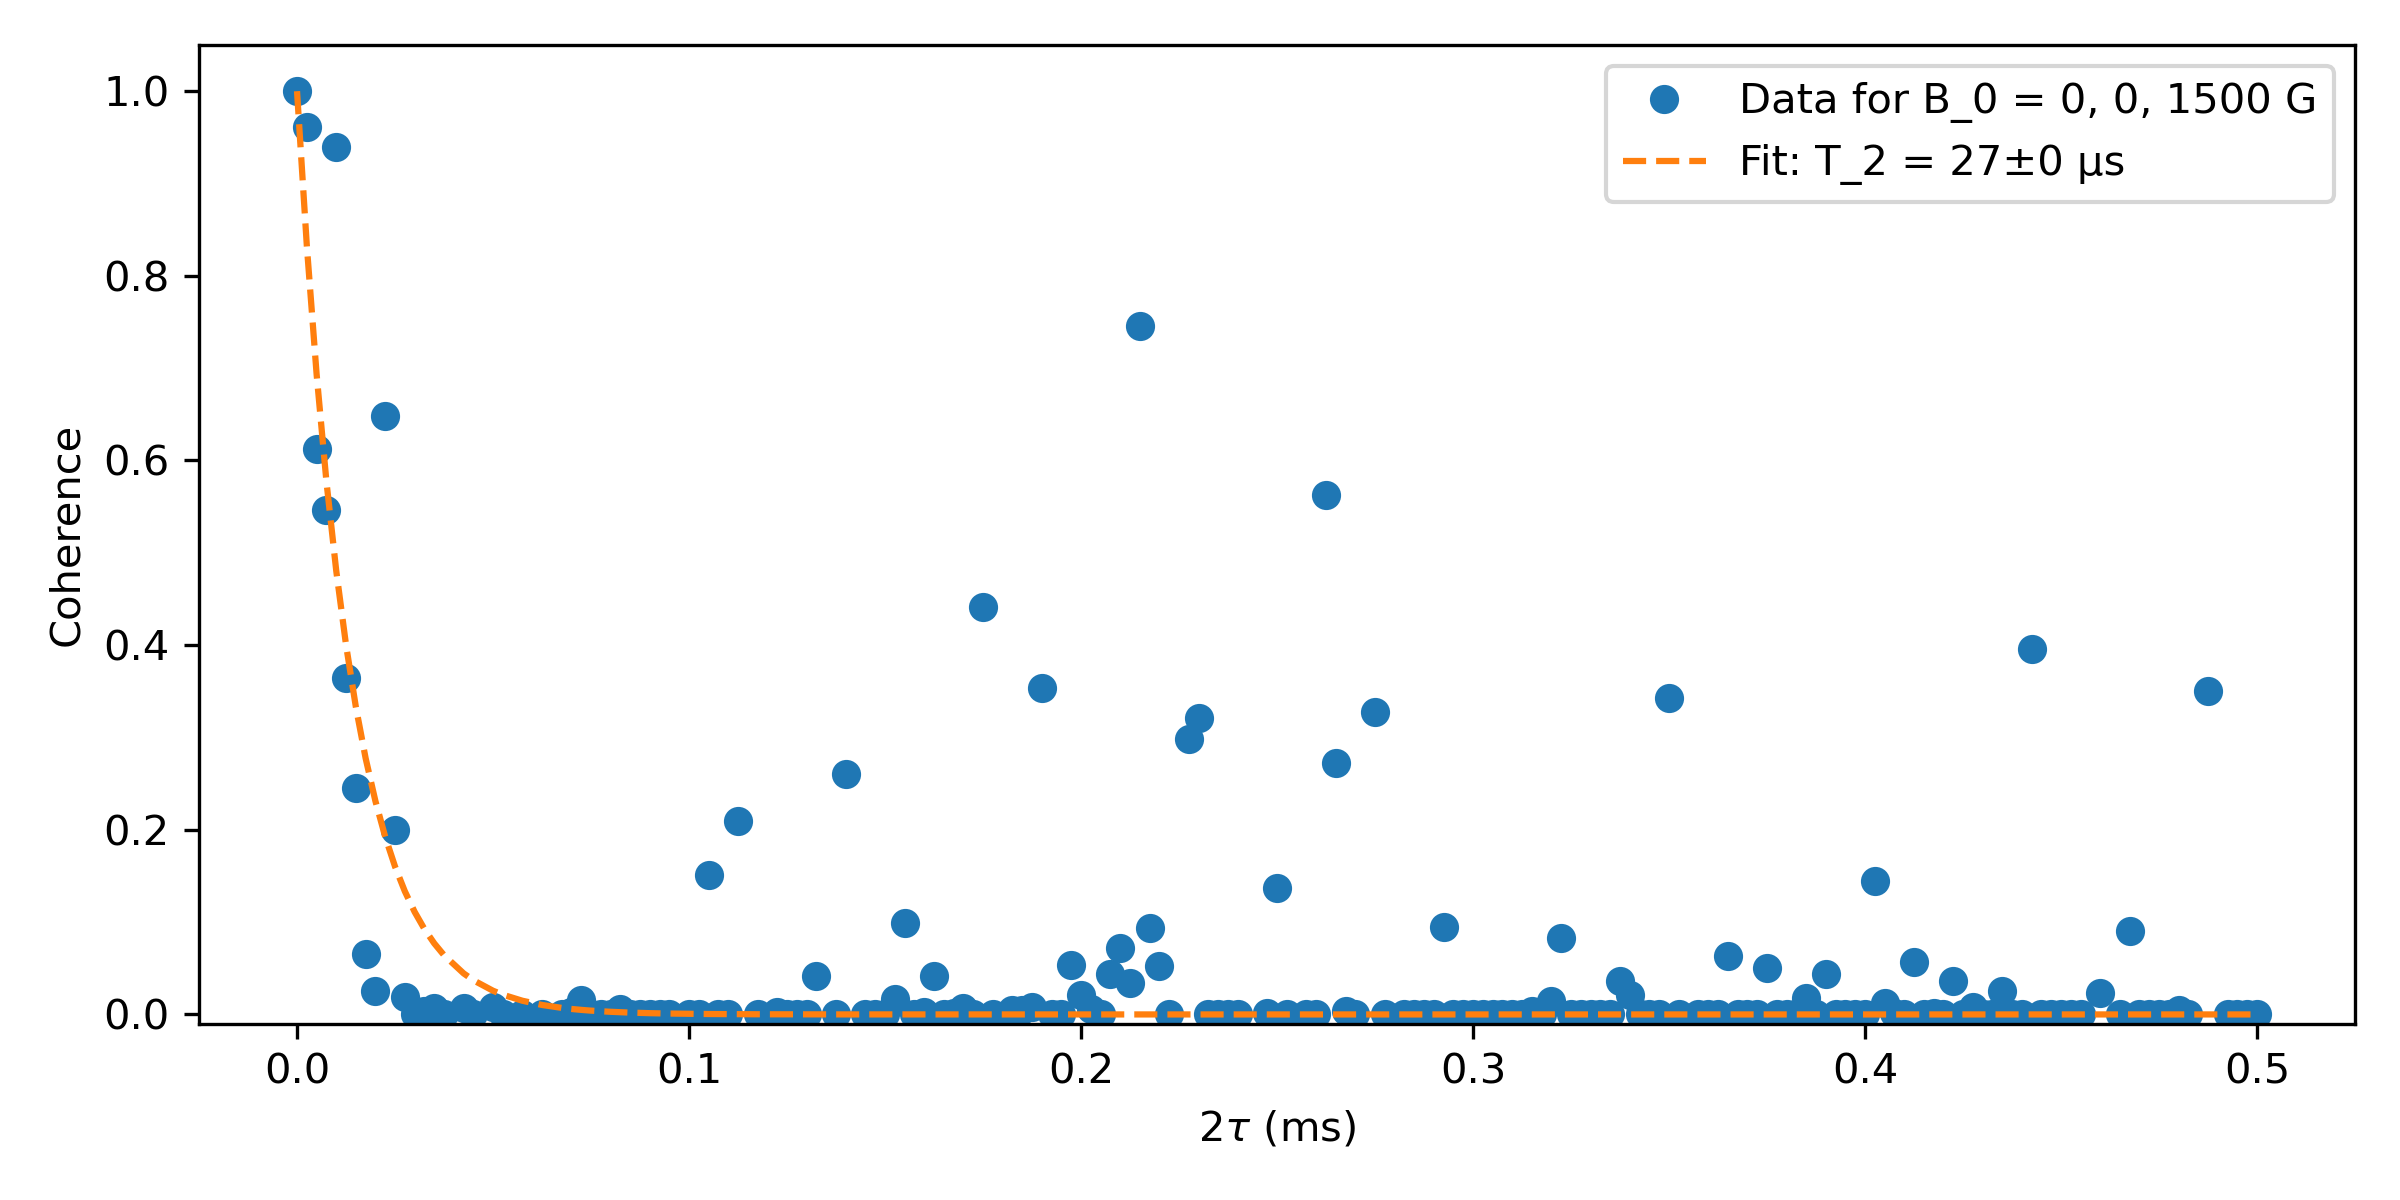 Data for B_0 = 0, 0, 1500 G
Fit: T_2 = 27±0 μs
1.0
0.8
0.6
0.4
0.2
0.0
Coherence
0.0 0.1 0.2 0.3 0.4 0.5
2τ (ms)